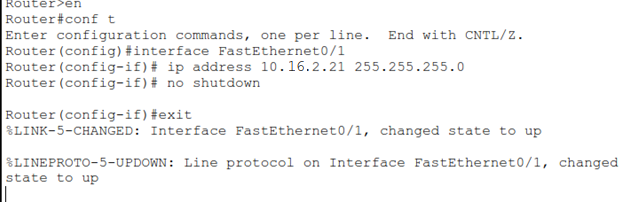 Router>en
Router#conf t
Enter configuration commands, one per line.  End with CNTL/Z.
Router(config)#interface FastEthernet0/1
Router(config-if)# ip address 10.16.2.21 255.255.255.0
Router(config-if)# no shutdown
Router(config-if)#exit
%LINK-5-CHANGED: Interface FastEthernet0/1, changed state to up
%LINEPROTO-5-UPDOWN: Line protocol on Interface FastEthernet0/1, changed
state to up